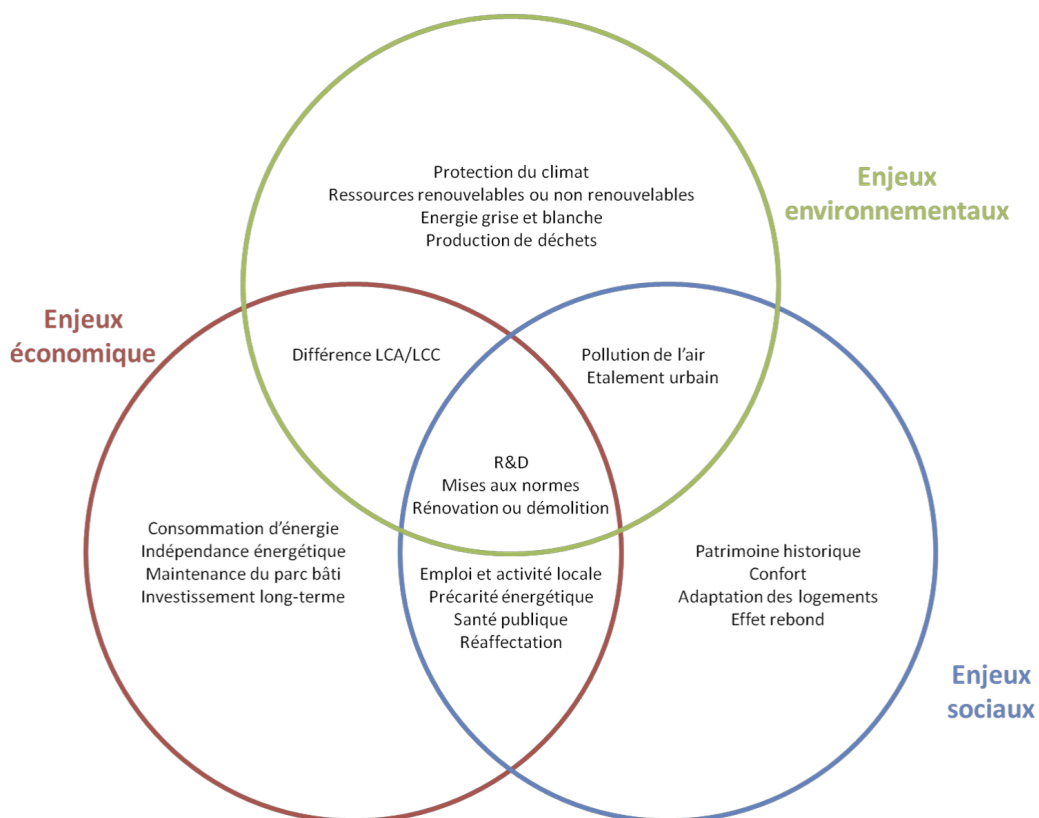 Protection du climat
Ressources renouvelables ou non renouvelables
Energie grise et blanche
Production de déchets
Enjeux
environnementaux
Enjeux
économique
Différence LCA/LCC
Pollution de l'air
Etalement urbain
R&D
Mises aux normes
Rénovation ou démolition
Consommation d'énergie
Indépendance énergétique
Maintenance du parc bâti
Investissement long-terme
Emploi et activité locale
Précarité énergétique
Santé publique
Réaffectation
Patrimoine historique
Confort
Adaptation des logements
Effet rebond
Enjeux
sociaux